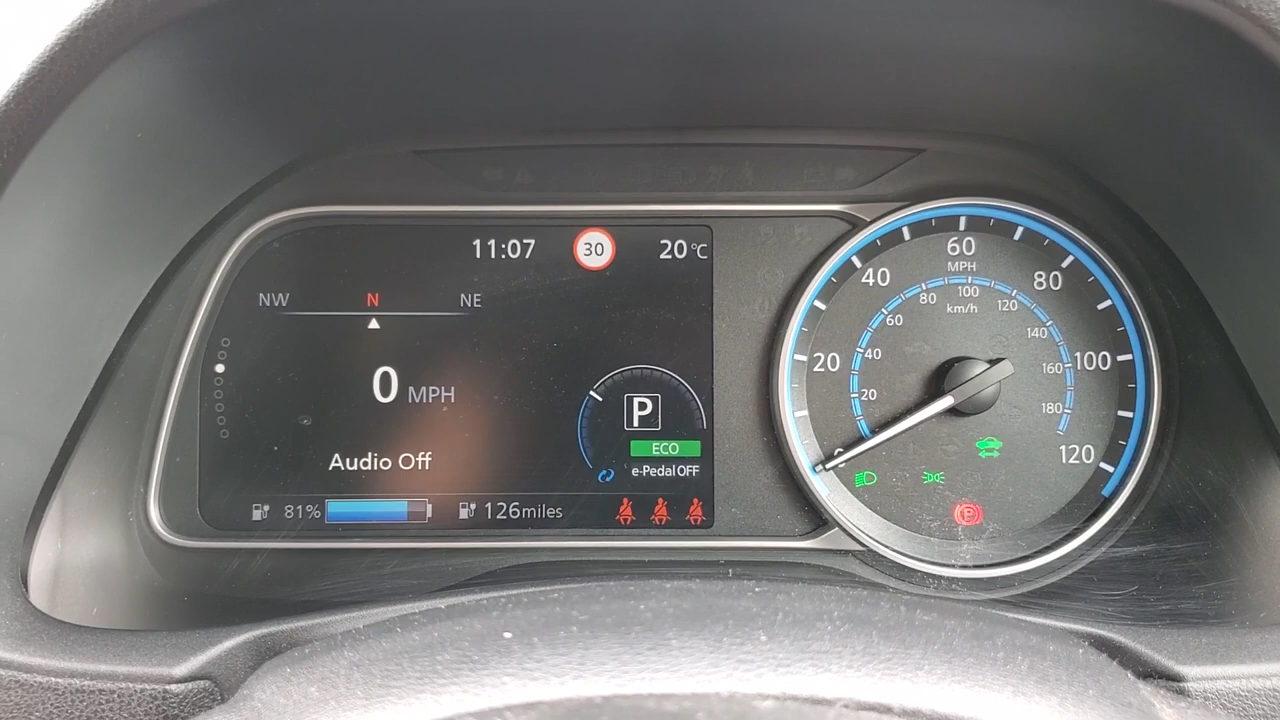 11:07 30 20°C
NW N NE
0 MPH
P
ECO
e-Pedal OFF
Audio Off
81% 126miles
0 20 40 60 80 100 120
MPH
20 40 60 80 100 120 140 160 180
km/h
P